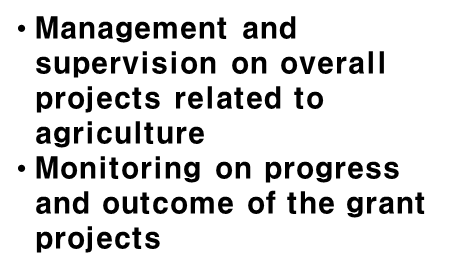 • Management and
supervision on overall
projects related to
agriculture
• Monitoring on progress
and outcome of the grant
projects